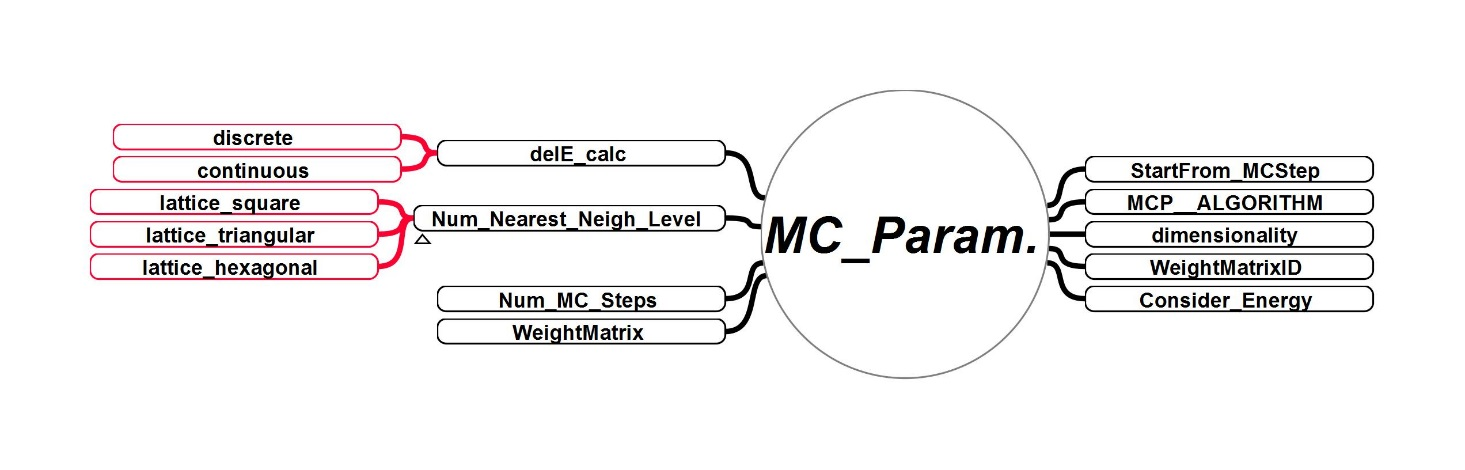 discrete
continuous
delE_calc
lattice_square
lattice_triangular
lattice_hexagonal
Num_Nearest_Neigh_Level
Num_MC_Steps
WeightMatrix
MC_Param.
StartFrom_MCStep
MCP__ALGORITHM
dimensionality
WeightMatrixID
Consider_Energy